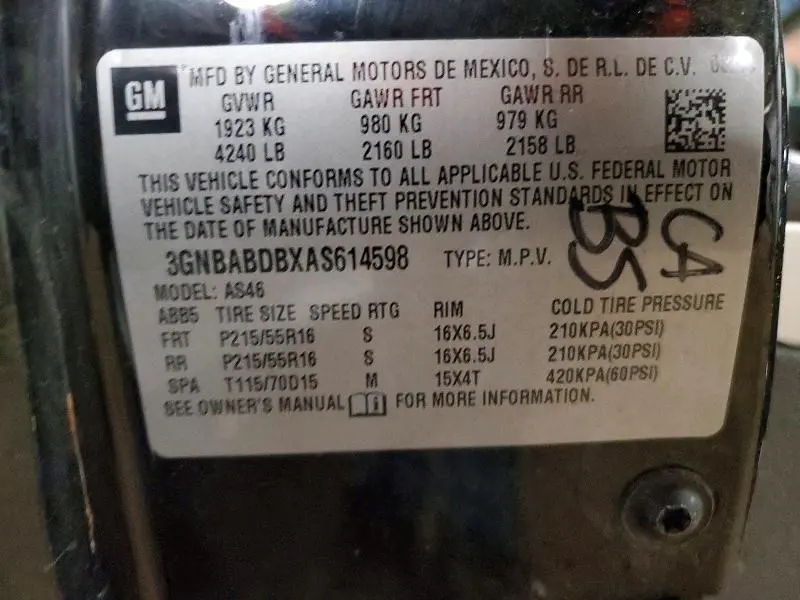 GM
MFD BY GENERAL MOTORS DE MEXICO, S. DE R.L. DE C.V.
GVWR GAWR FRT GAWR RR
1923 KG 980 KG 979 KG
4240 LB 2160 LB 2158 LB
THIS VEHICLE CONFORMS TO ALL APPLICABLE U.S. FEDERAL MOTOR
VEHICLE SAFETY AND THEFT PREVENTION STANDARDS IN EFFECT ON
THE DATE OF MANUFACTURE SHOWN ABOVE.
3GNBABDBXAS614598 TYPE: M.P.V.
CA
B5
MODEL: AS46
ABB5 TIRE SIZE SPEED RTG RIM COLD TIRE PRESSURE
FRT P215/55R16 S 16X6.5J 210KPA(30PSI)
RR P215/55R16 S 16X6.5J 210KPA(30PSI)
SPA T115/70D15 M 15X4T 420KPA(60PSI)
SEE OWNER'S MANUAL FOR MORE INFORMATION.